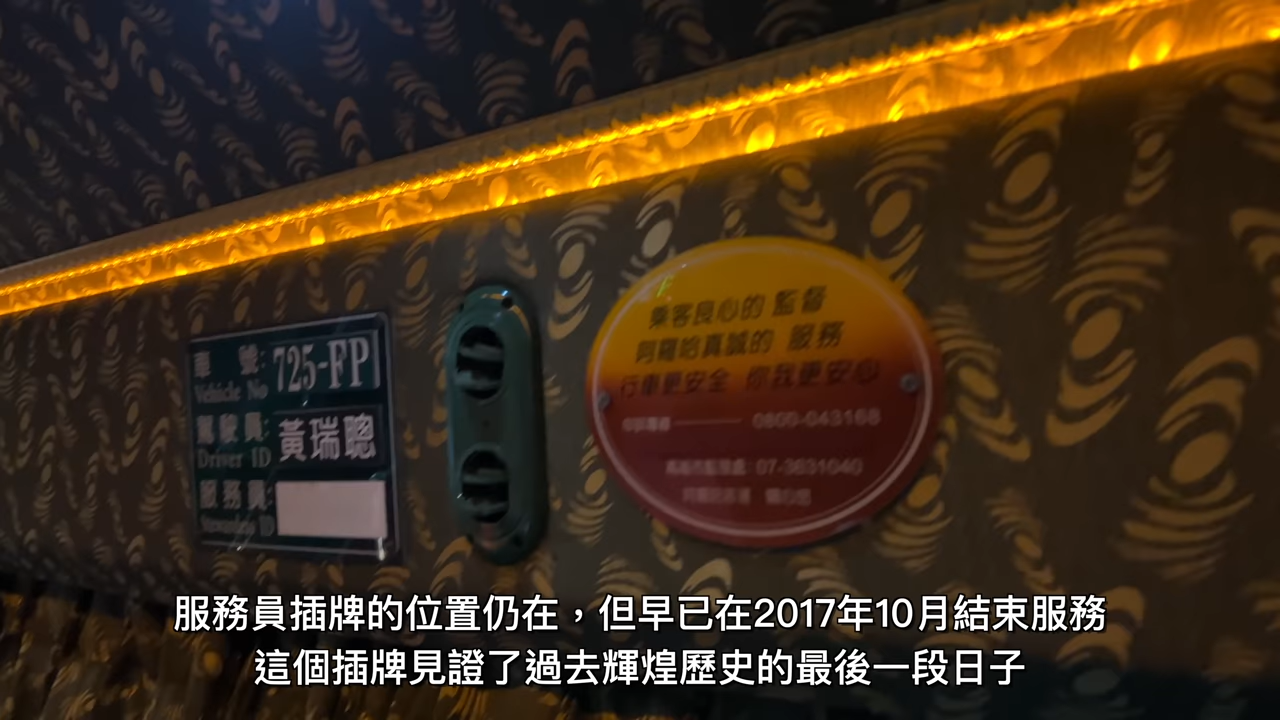 車 號: 725-FP
Vehicle No
駕駛員: 黃瑞聰
Driver ID
服務員:
乘客良心的 監督
阿羅哈真誠的 服務
行車更安全 你我更安心
0800-043168
07-3631040
服務員插牌的位置仍在，但早已在2017年10月結束服務
這個插牌見證了過去輝煌歷史的最後一段日子